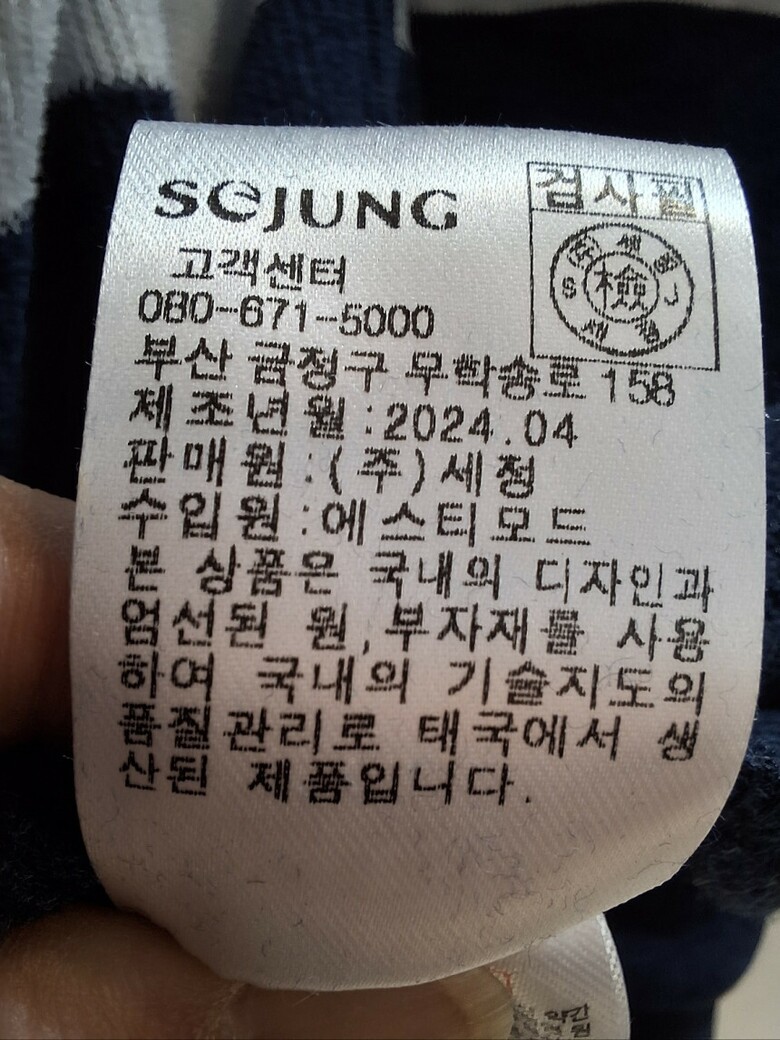 SEJUNG
검사필
檢
고객센터
080-671-5000
부산 금정구 무학송로 158
제조년월:2024.04
판매원:(주)세정
수입원:에스티모드
본 상품은 국내의 디자인과
엄선된 원,부자재를 사용
하여 국내의 기술지도의
품질관리로 태국에서 생
산된 제품입니다.